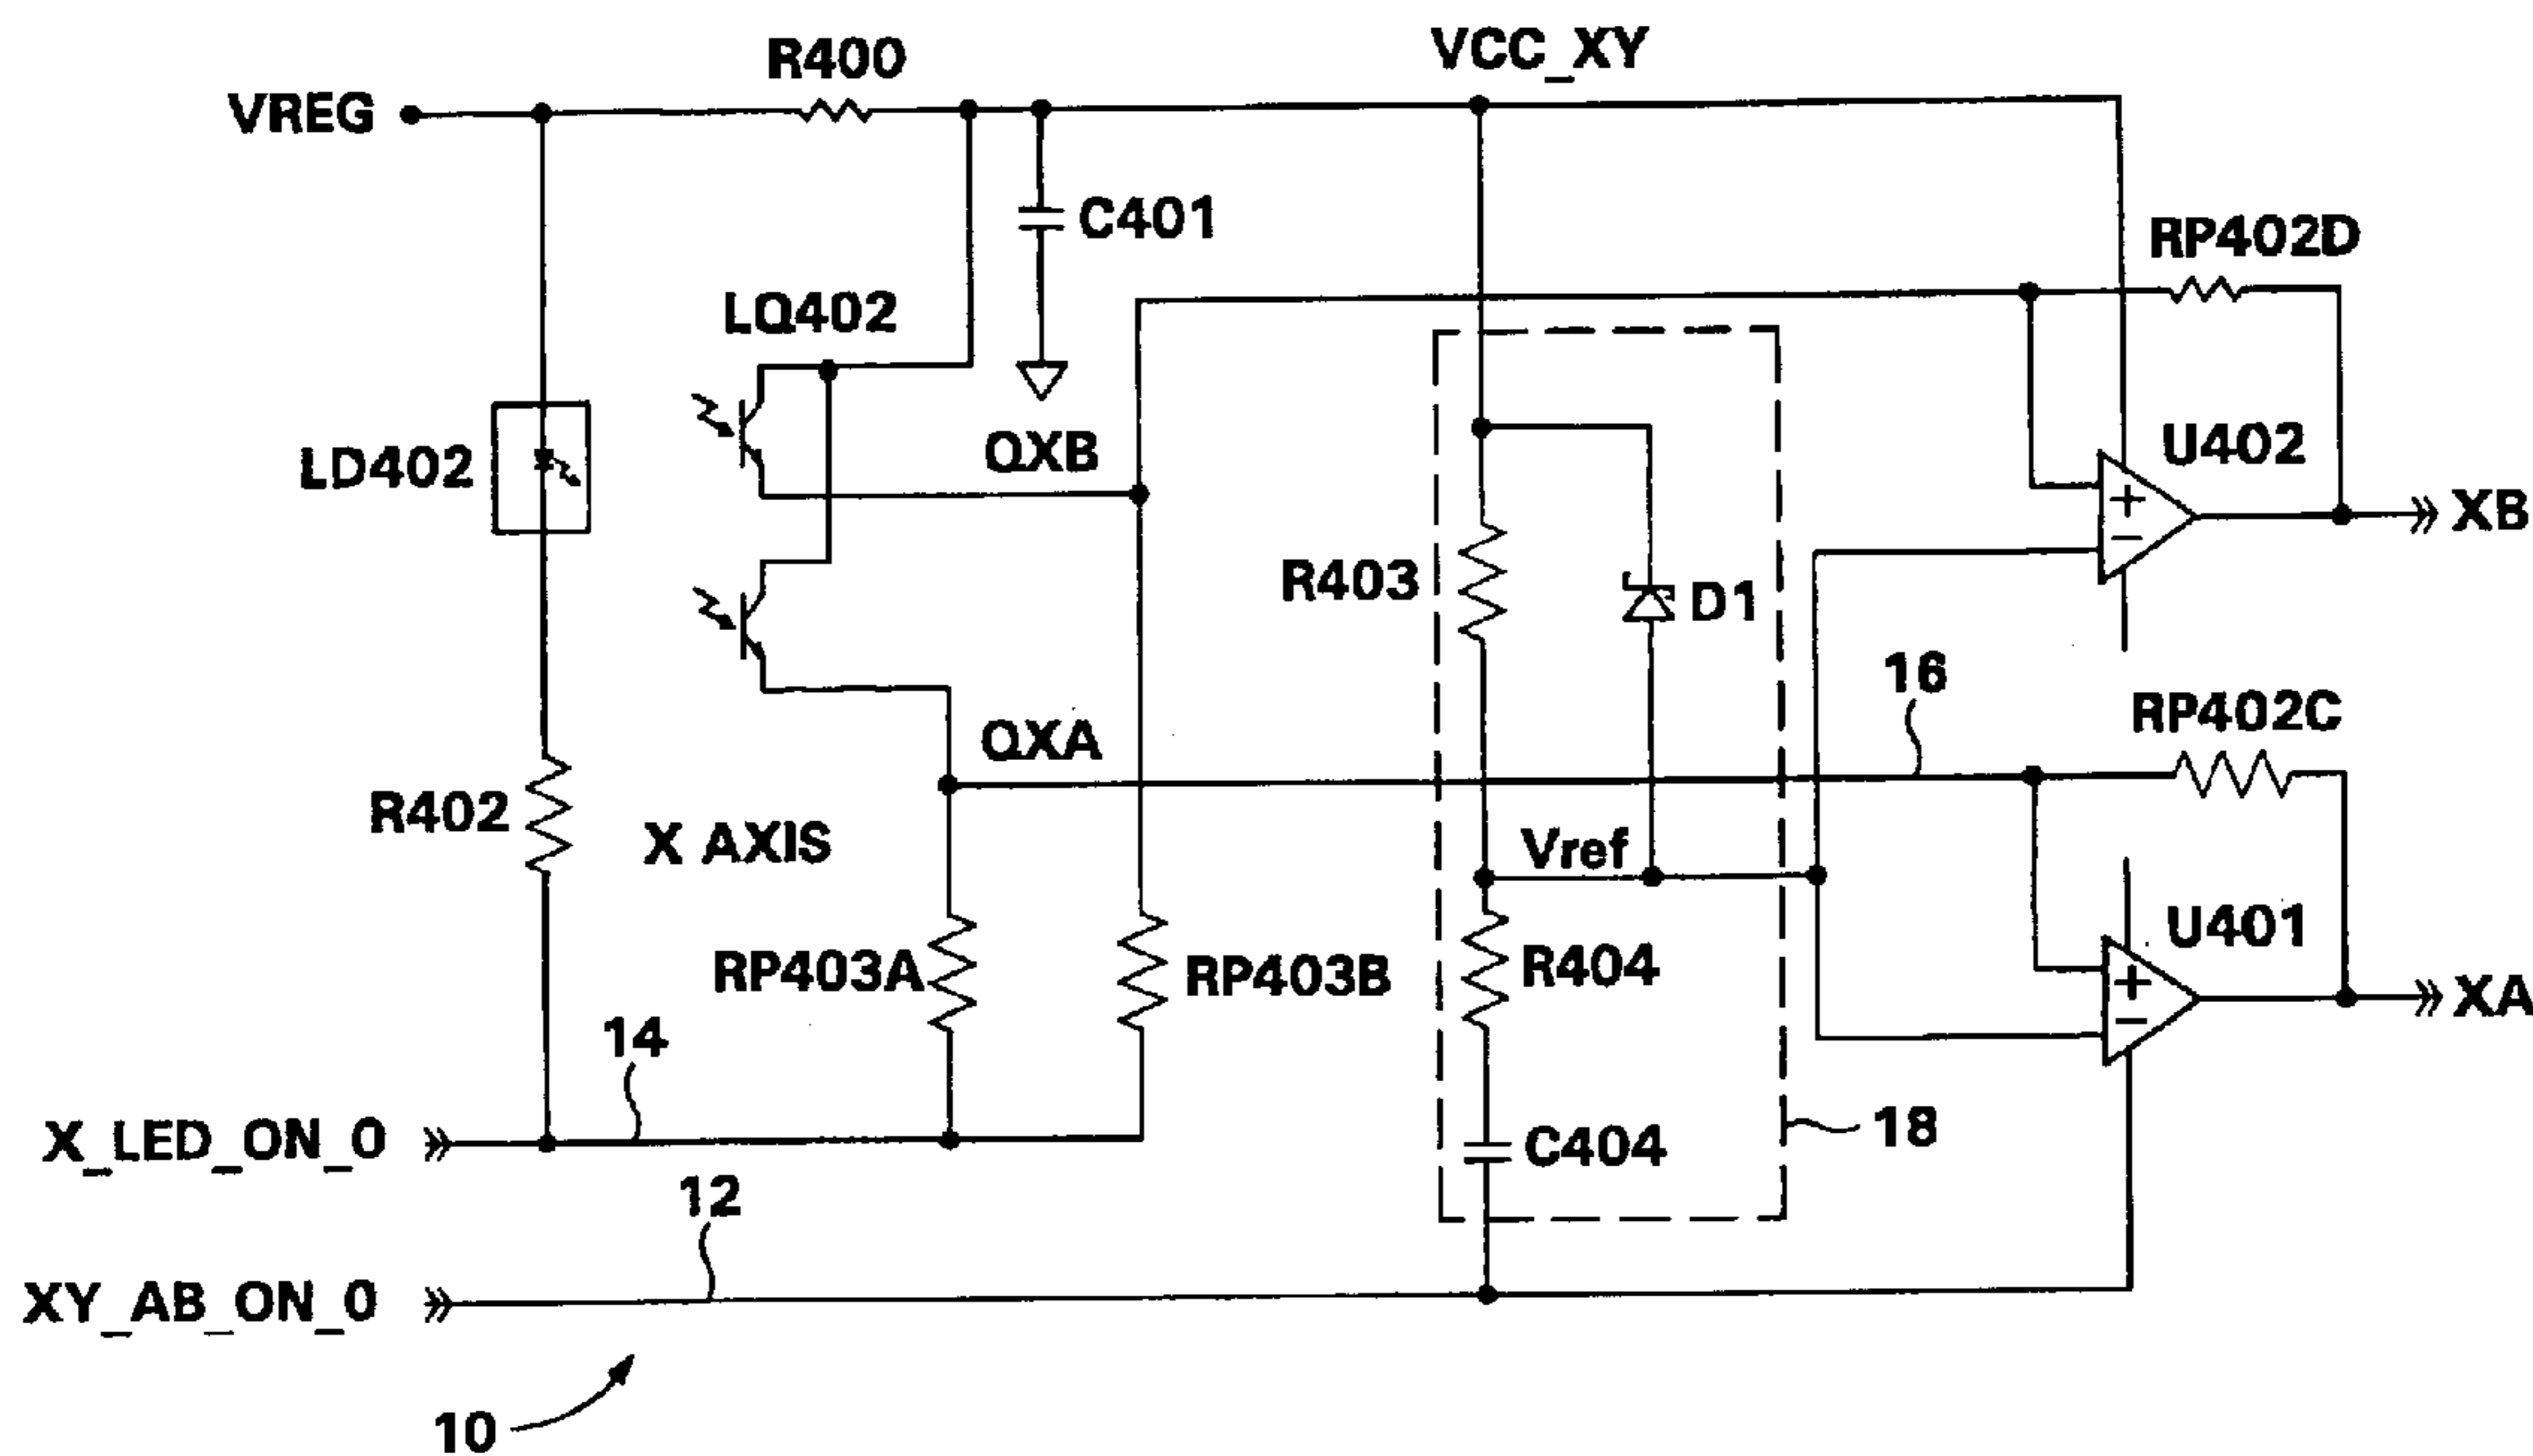 R400
VCC_XY
VREG
C401
RP402D
LQ402
QXB
U402
LD402
XB
R403
D1
16
RP402C
QXA
R402
X AXIS
Vref
U401
RP403A
RP403B
R404
XA
14
X_LED_ON_0
C404
18
12
XY_AB_ON_0
10
+
−
+
−